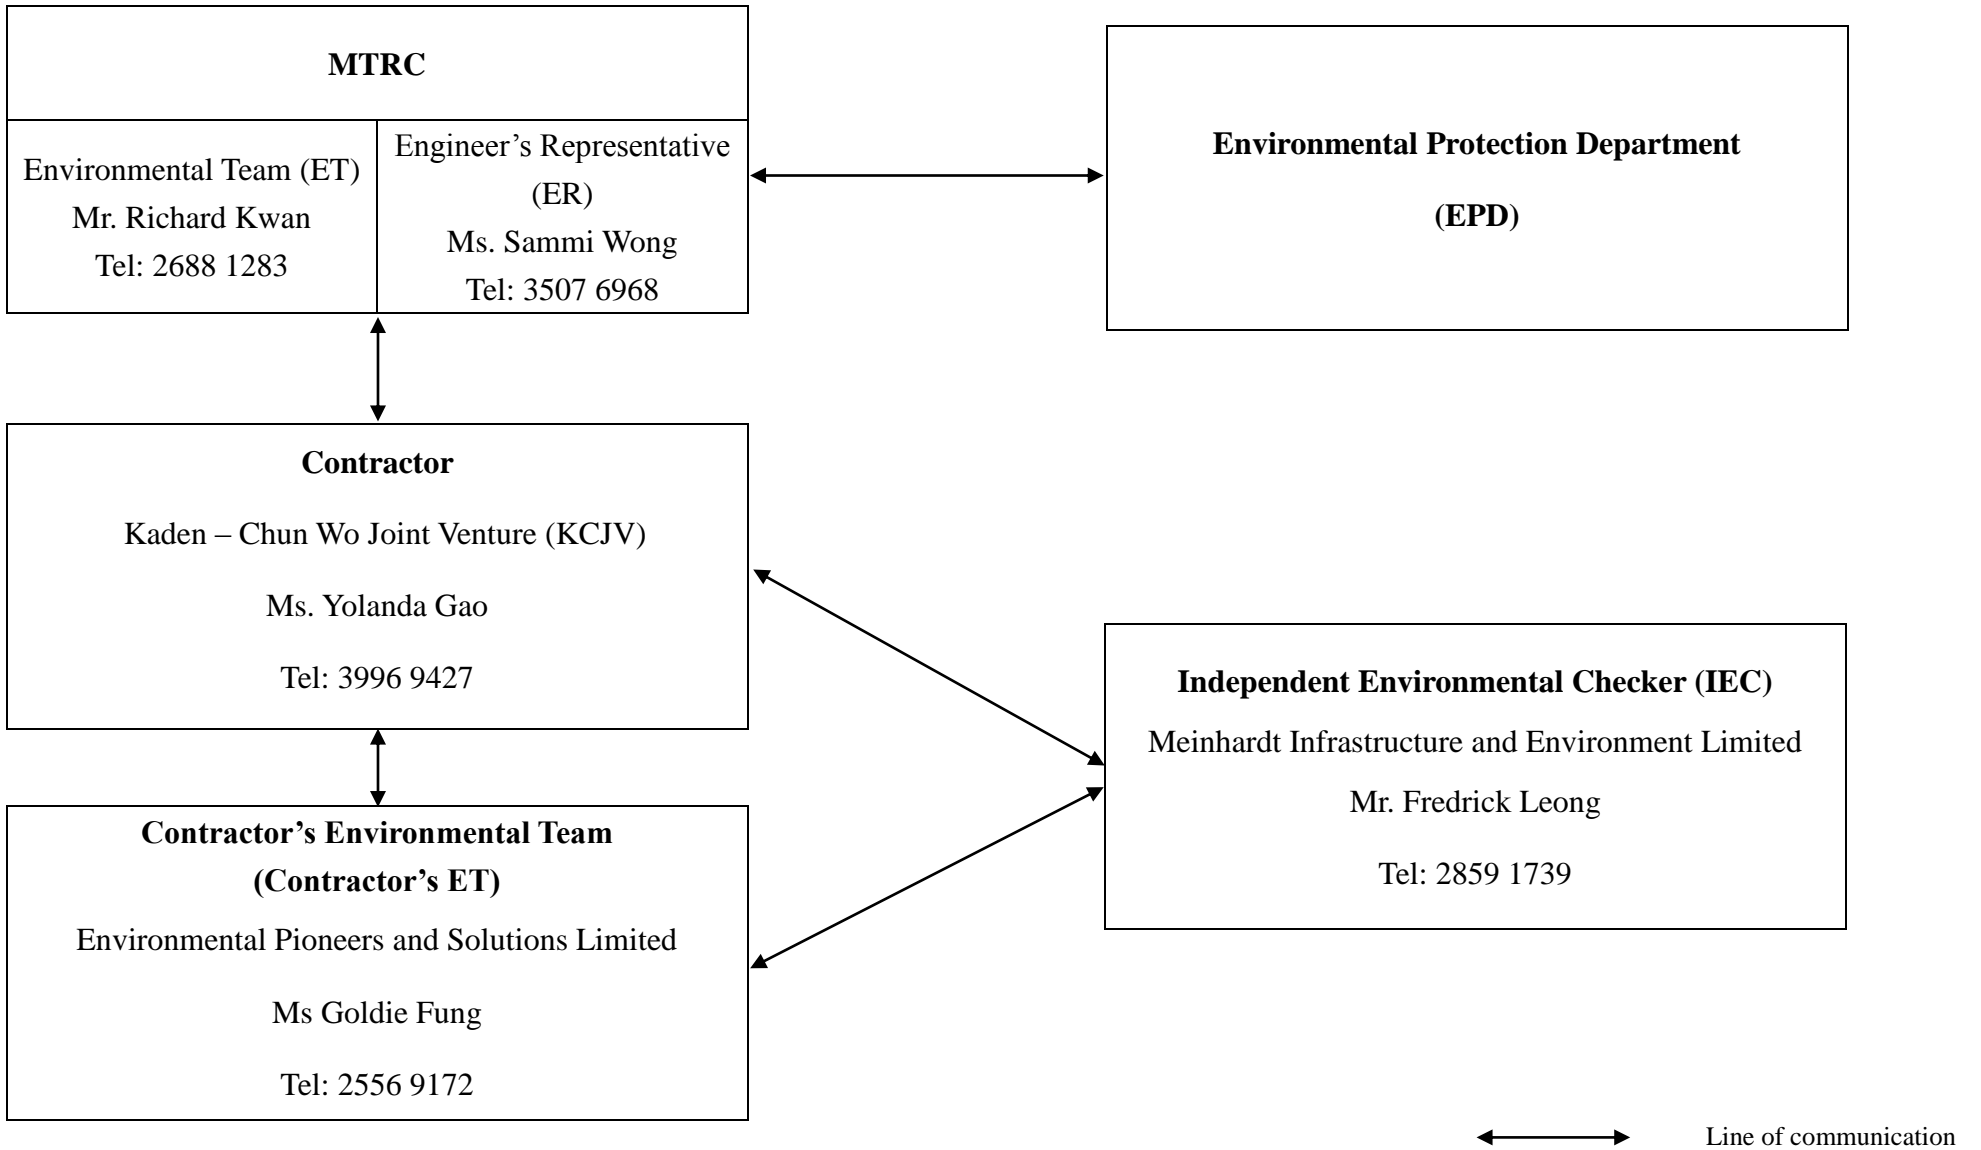 MTRC
Environmental Team (ET)
Mr. Richard Kwan
Tel: 2688 1283
Engineer’s Representative
(ER)
Ms. Sammi Wong
Tel: 3507 6968
Environmental Protection Department
(EPD)
Contractor
Kaden – Chun Wo Joint Venture (KCJV)
Ms. Yolanda Gao
Tel: 3996 9427
Independent Environmental Checker (IEC)
Meinhardt Infrastructure and Environment Limited
Mr. Fredrick Leong
Tel: 2859 1739
Contractor’s Environmental Team
(Contractor’s ET)
Environmental Pioneers and Solutions Limited
Ms Goldie Fung
Tel: 2556 9172
Line of communication